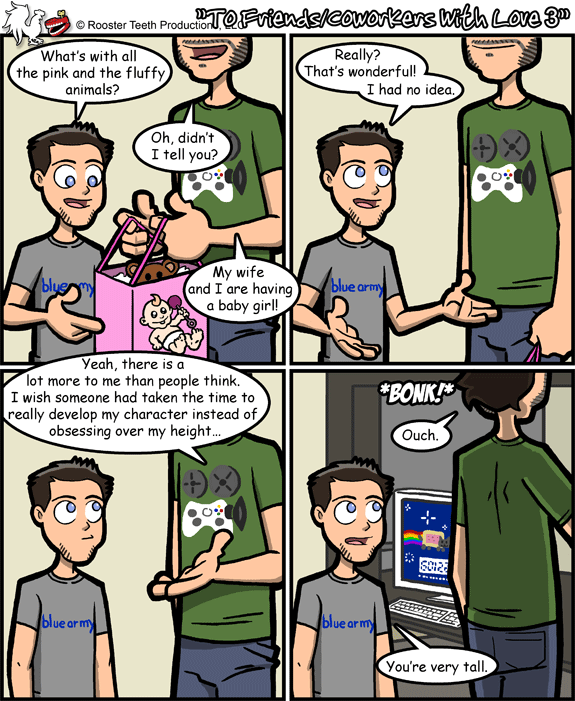 © Rooster Teeth Productions, LLC
"To Friends/Coworkers With Love 3"
What's with all
the pink and the fluffy
animals?
Oh, didn't
I tell you?
My wife
and I are having
a baby girl!
blue my
Really?
That's wonderful!
I had no idea.
blue army
Yeah, there is a
lot more to me than people think.
I wish someone had taken the time to
really develop my character instead of
obsessing over my height...
blue army
*BONK!*
Ouch.
blue army
You're very tall.